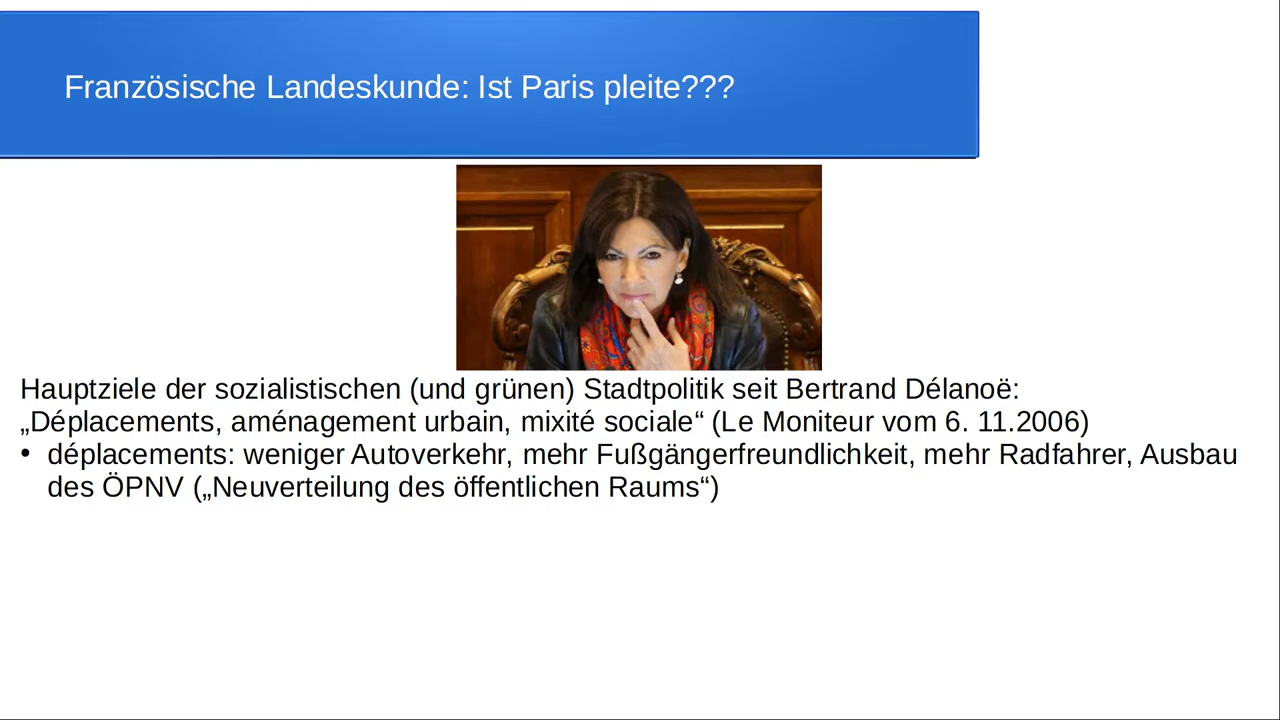 Französische Landeskunde: Ist Paris pleite???
Hauptziele der sozialistischen (und grünen) Stadtpolitik seit Bertrand Délanoë:
„Déplacements, aménagement urbain, mixité sociale“ (Le Moniteur vom 6. 11.2006)
• déplacements: weniger Autoverkehr, mehr Fußgängerfreundlichkeit, mehr Radfahrer, Ausbau
des ÖPNV („Neuverteilung des öffentlichen Raums“)